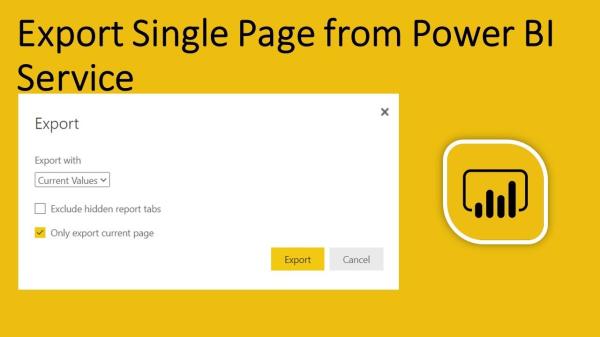 Export Single Page from Power BI
Service
Export
Export with
Current Values
Exclude hidden report tabs
Only export current page
Export Cancel